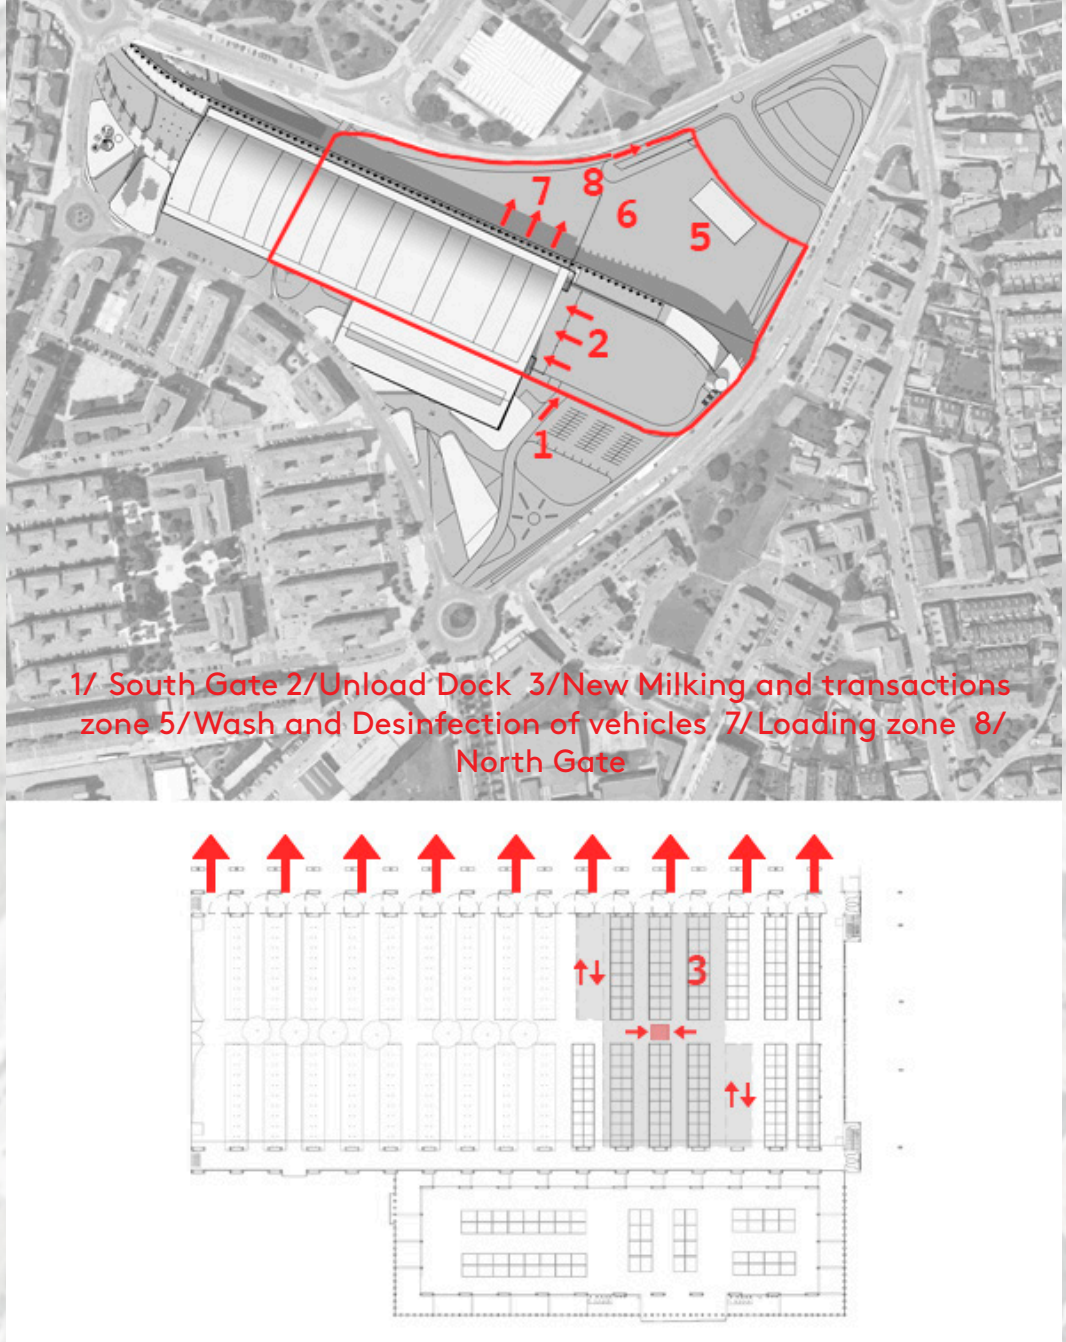 7
8
6
5
2
1
1/ South Gate 2/Unload Dock 3/New Milking and transactions
zone 5/Wash and Desinfection of vehicles 7/Loading zone 8/
North Gate
3